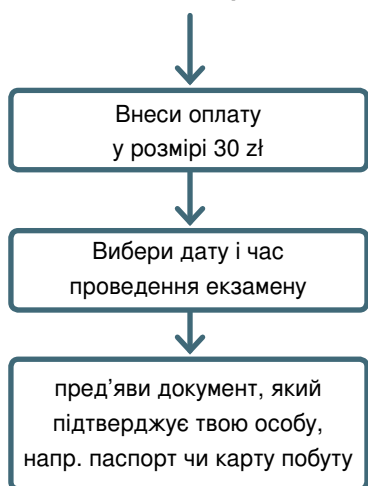 Внеси оплату
у розмірі 30 zł
Вибери дату і час
проведення екзамену
пред’яви документ, який
підтверджує твою особу,
напр. паспорт чи карту побуту